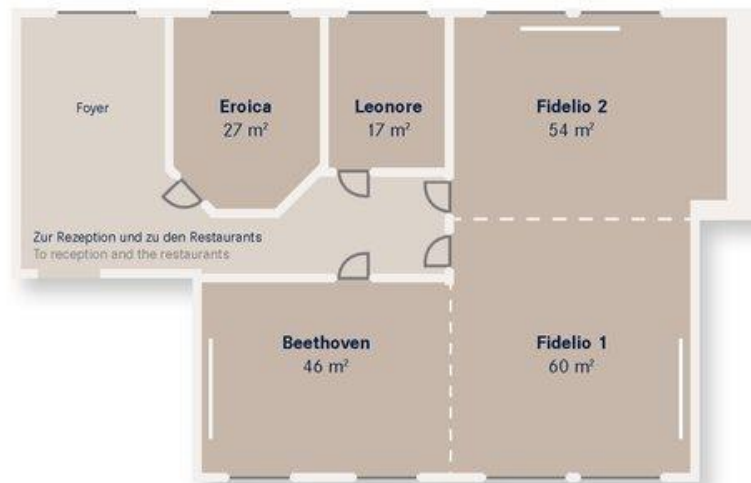 Foyer
Eroica
27 m²
Leonore
17 m²
Fidelio 2
54 m²
Zur Rezeption und zu den Restaurants
To reception and the restaurants
Beethoven
46 m²
Fidelio 1
60 m²